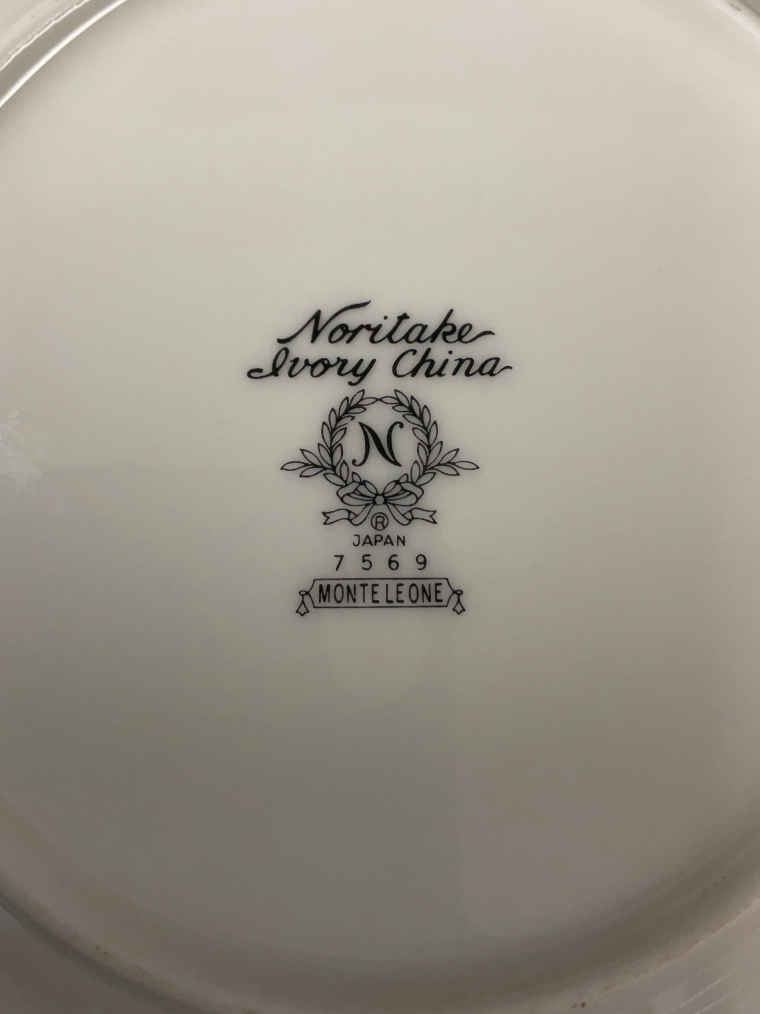 Noritake
Ivory China
N
®
JAPAN
7569
MONTELEONE